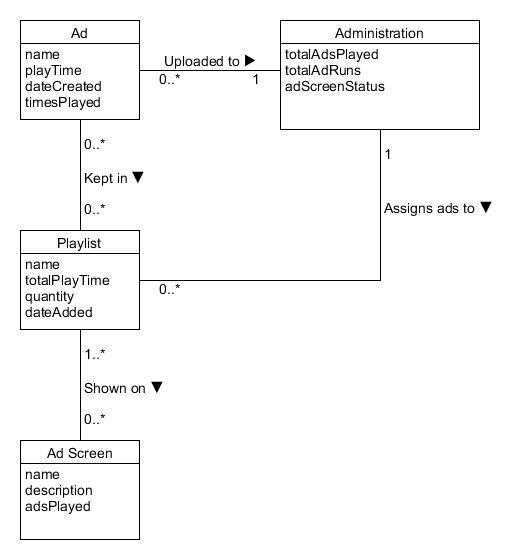 Ad
name
playTime
dateCreated
timesPlayed
Uploaded to ▶
0..*
1
Administration
totalAdsPlayed
totalAdRuns
adScreenStatus
0..*
Kept in ▼
0..*
1
Assigns ads to ▼
Playlist
name
totalPlayTime
quantity
dateAdded
0..*
1..*
Shown on ▼
0..*
Ad Screen
name
description
adsPlayed